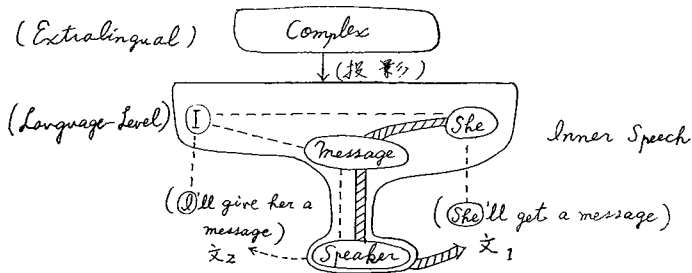 (Extralingual)
Complex
(投影)
(Language-Level)
I
She
Message
Inner Speech
(I'll give her a
message)
文2
(She'll get a message)
文1
Speaker